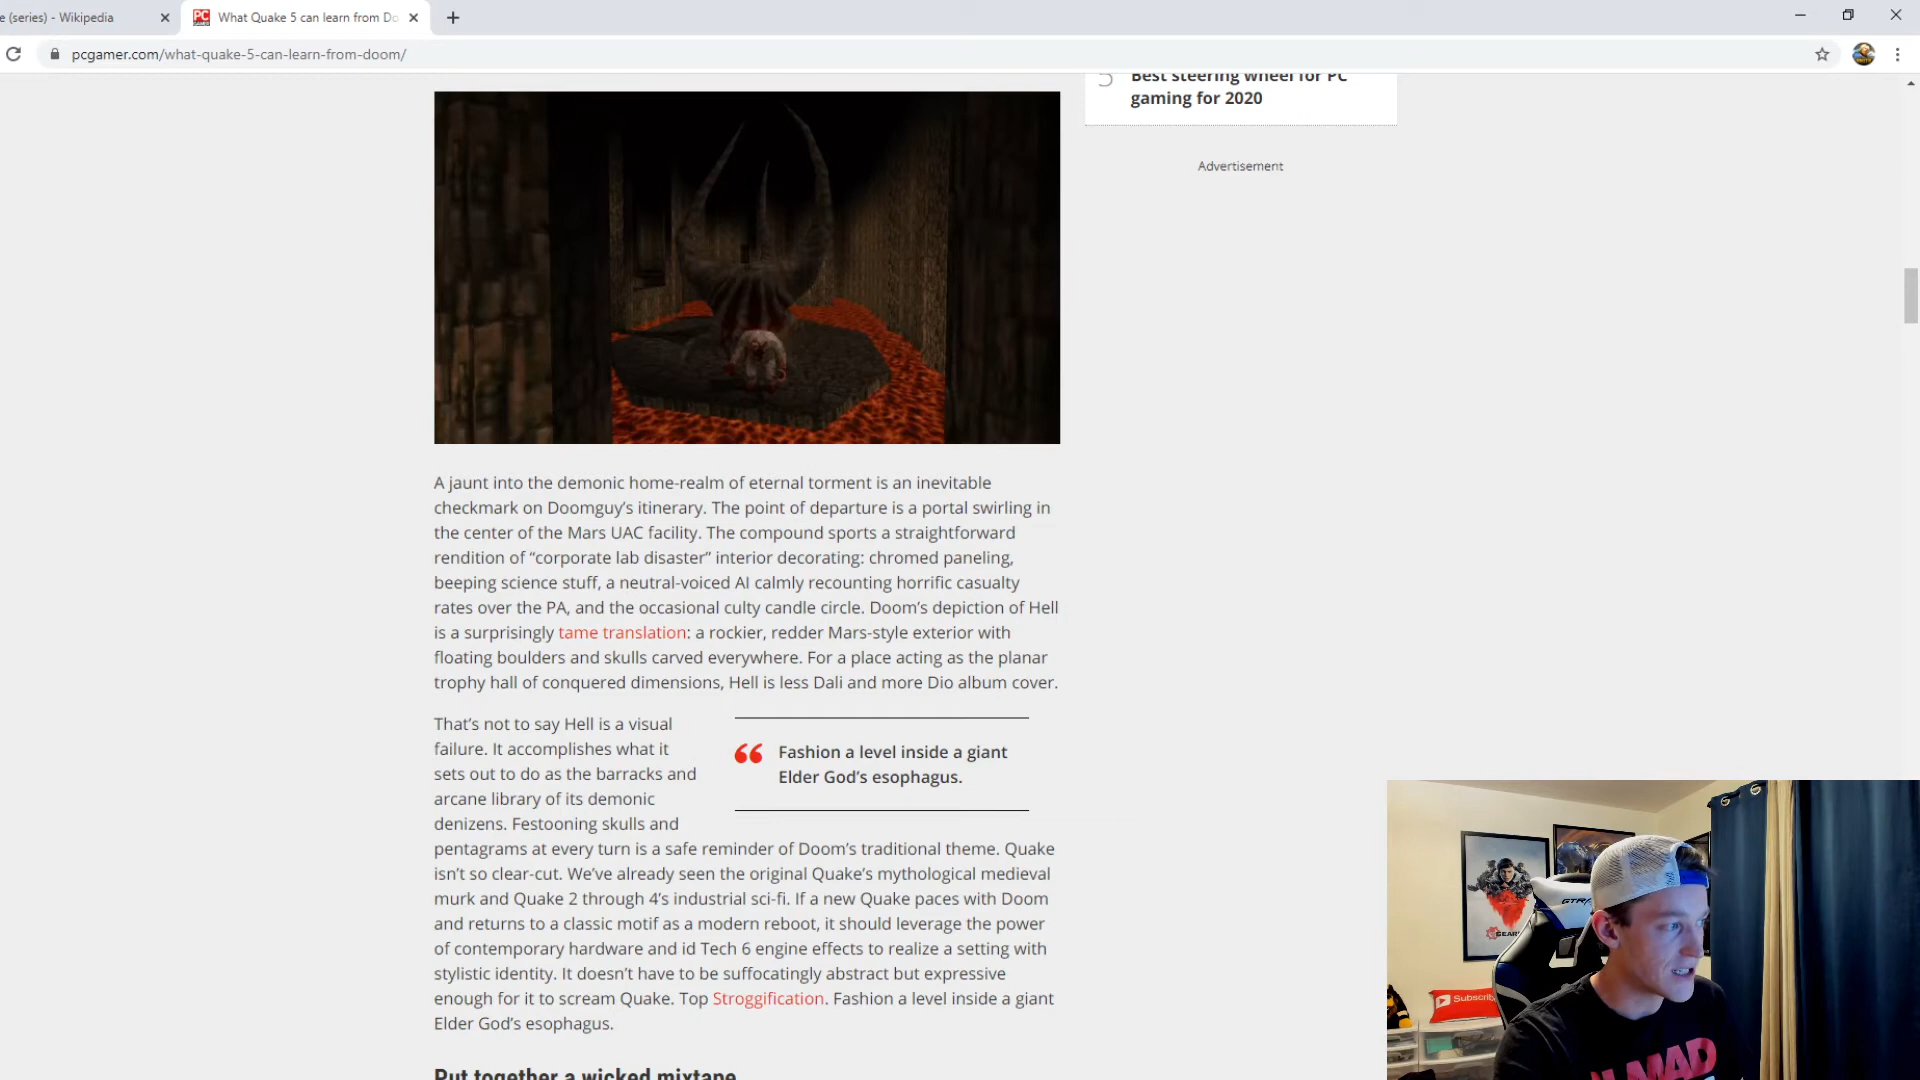 e (series) - Wikipedia
What Quake 5 can learn from Do
pcgamer.com/what-quake-5-can-learn-from-doom/
5 Best steering wheel for PC
gaming for 2020
Advertisement
A jaunt into the demonic home-realm of eternal torment is an inevitable
checkmark on Doomguy’s itinerary. The point of departure is a portal swirling in
the center of the Mars UAC facility. The compound sports a straightforward
rendition of “corporate lab disaster” interior decorating: chromed paneling,
beeping science stuff, a neutral-voiced AI calmly recounting horrific casualty
rates over the PA, and the occasional culty candle circle. Doom’s depiction of Hell
is a surprisingly tame translation: a rockier, redder Mars-style exterior with
floating boulders and skulls carved everywhere. For a place acting as the planar
trophy hall of conquered dimensions, Hell is less Dali and more Dio album cover.
That’s not to say Hell is a visual
failure. It accomplishes what it
sets out to do as the barracks and
arcane library of its demonic
denizens. Festooning skulls and
pentagrams at every turn is a safe reminder of Doom’s traditional theme. Quake
isn’t so clear-cut. We’ve already seen the original Quake’s mythological medieval
murk and Quake 2 through 4’s industrial sci-fi. If a new Quake paces with Doom
and returns to a classic motif as a modern reboot, it should leverage the power
of contemporary hardware and id Tech 6 engine effects to realize a setting with
stylistic identity. It doesn’t have to be suffocatingly abstract but expressive
enough for it to scream Quake. Top Stroggification. Fashion a level inside a giant
Elder God’s esophagus.
“ Fashion a level inside a giant
Elder God’s esophagus.
Put together a wicked mixtape
GEARS
GTR
Subscrib
MAD